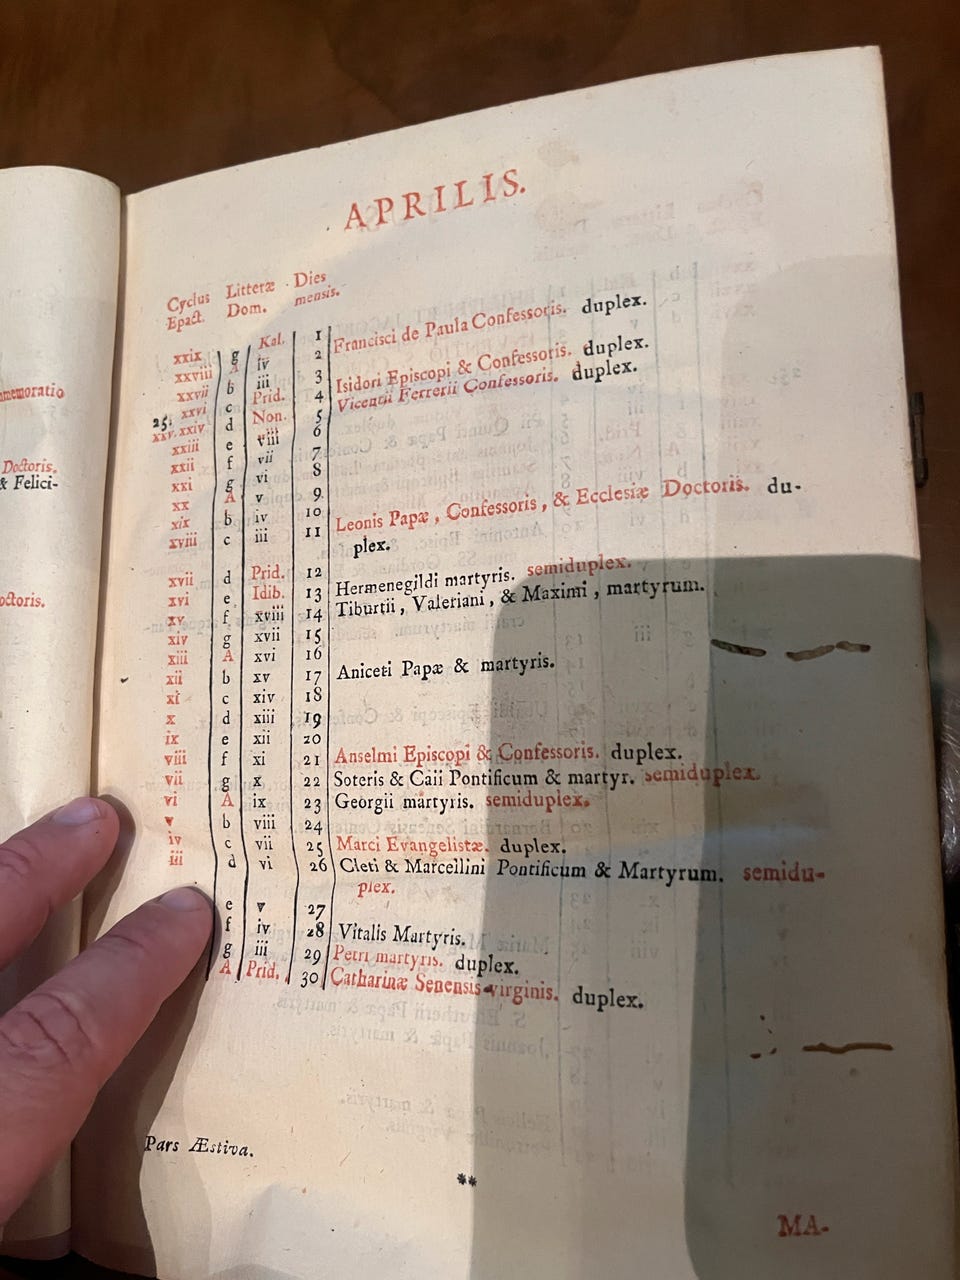 nmemoratio
Doctoris.
& Felici-
octoris.
APRILIS.
Cyclus Litteræ Dies
Epact. Dom. mensis.
xxix g Kal. 1
xxviii A iv 2 Francisci de Paula Confessoris. duplex.
xxvii b iii 3
25. xxvi c Prid. 4 Isidori Episcopi & Confessoris. duplex.
xxv. xxiv d Non. 5 Vicentii Ferrerii Confessoris. duplex.
xxiii e viii 6
xxii f vii 7
xxi g vi 8
xx A v 9
xix b iv 10
xviii c iii 11 Leonis Papæ, Confessoris, & Ecclesiæ Doctoris. du-
plex.
xvii d Prid. 12
xvi e Idib. 13 Hermenegildi martyris. semiduplex.
xv f xviii 14 Tiburtii, Valeriani, & Maximi, martyrum.
xiv g xvii 15
xiii A xvi 16
xii b xv 17 Aniceti Papæ & martyris.
xi c xiv 18
x d xiii 19
ix e xii 20
viii f xi 21 Anselmi Episcopi & Confessoris. duplex.
vii g x 22 Soteris & Caii Pontificum & martyr. semiduplex.
vi A ix 23 Georgii martyris. semiduplex.
v b viii 24
iv c vii 25 Marci Evangelistæ. duplex.
iii d vi 26 Cleti & Marcellini Pontificum & Martyrum. semidu-
plex.
e v 27
f iv 28 Vitalis Martyris.
g iii 29 Petri martyris. duplex.
A Prid. 30 Catharinæ Senensis virginis. duplex.
Pars Æstiva.
**
MA-